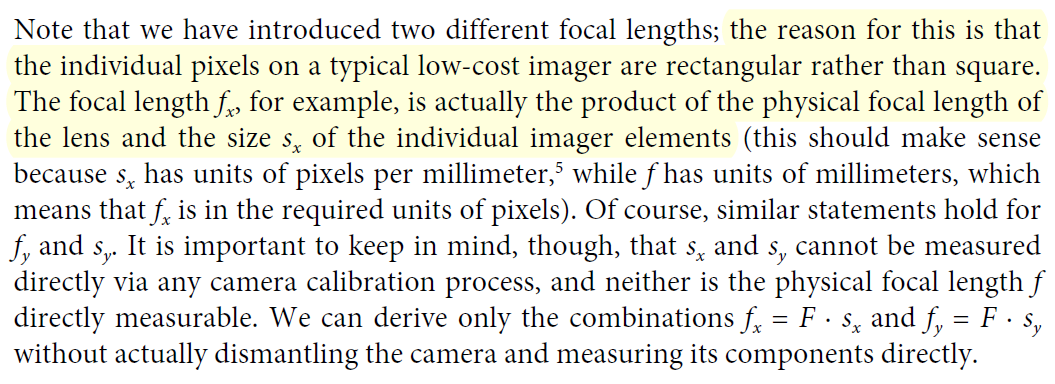 Note that we have introduced two different focal lengths; the reason for this is that
the individual pixels on a typical low-cost imager are rectangular rather than square.
The focal length fₓ, for example, is actually the product of the physical focal length of
the lens and the size sₓ of the individual imager elements (this should make sense
because sₓ has units of pixels per millimeter,⁵ while f has units of millimeters, which
means that fₓ is in the required units of pixels). Of course, similar statements hold for
f_y and s_y. It is important to keep in mind, though, that sₓ and s_y cannot be measured
directly via any camera calibration process, and neither is the physical focal length f
directly measurable. We can derive only the combinations fₓ = F · sₓ and f_y = F · s_y
without actually dismantling the camera and measuring its components directly.